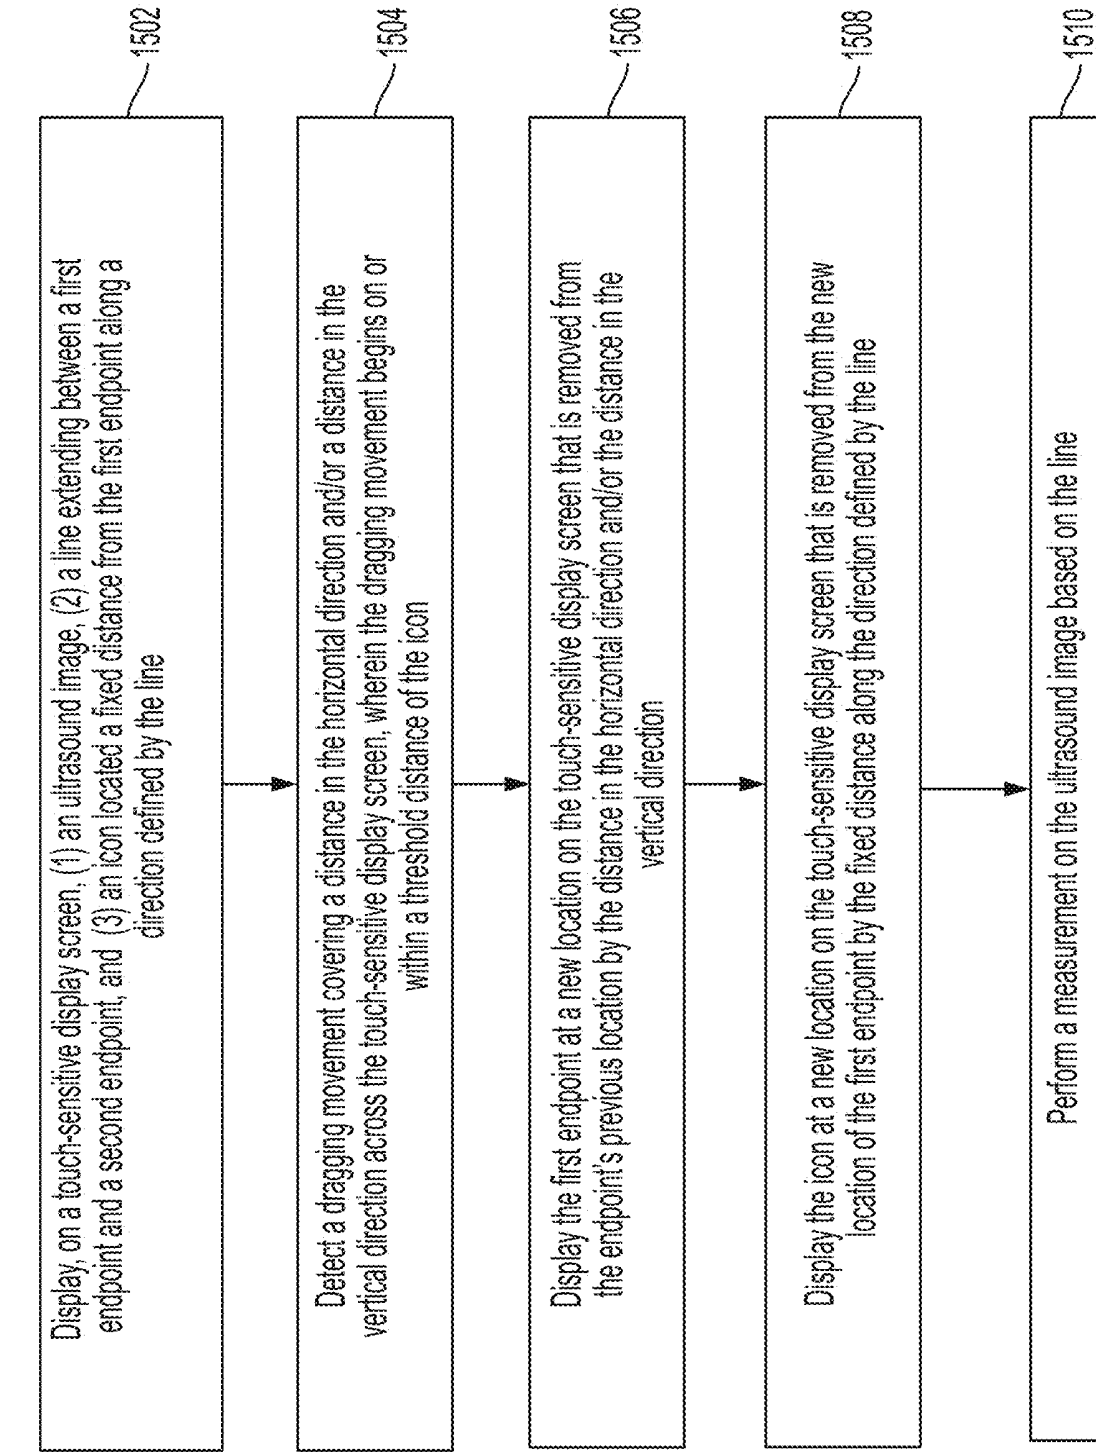 1502
Display, on a touch-sensitive display screen, (1) an ultrasound image, (2) a line extending between a first
endpoint and a second endpoint, and (3) an icon located a fixed distance from the first endpoint along a
direction defined by the line
1504
Detect a dragging movement covering a distance in the horizontal direction and/or a distance in the
vertical direction across the touch-sensitive display screen, wherein the dragging movement begins on or
within a threshold distance of the icon
1506
Display the first endpoint at a new location on the touch-sensitive display screen that is removed from
the endpoint's previous location by the distance in the horizontal direction and/or the distance in the
vertical direction
1508
Display the icon at a new location on the touch-sensitive display screen that is removed from the new
location of the first endpoint by the fixed distance along the direction defined by the line
1510
Perform a measurement on the ultrasound image based on the line